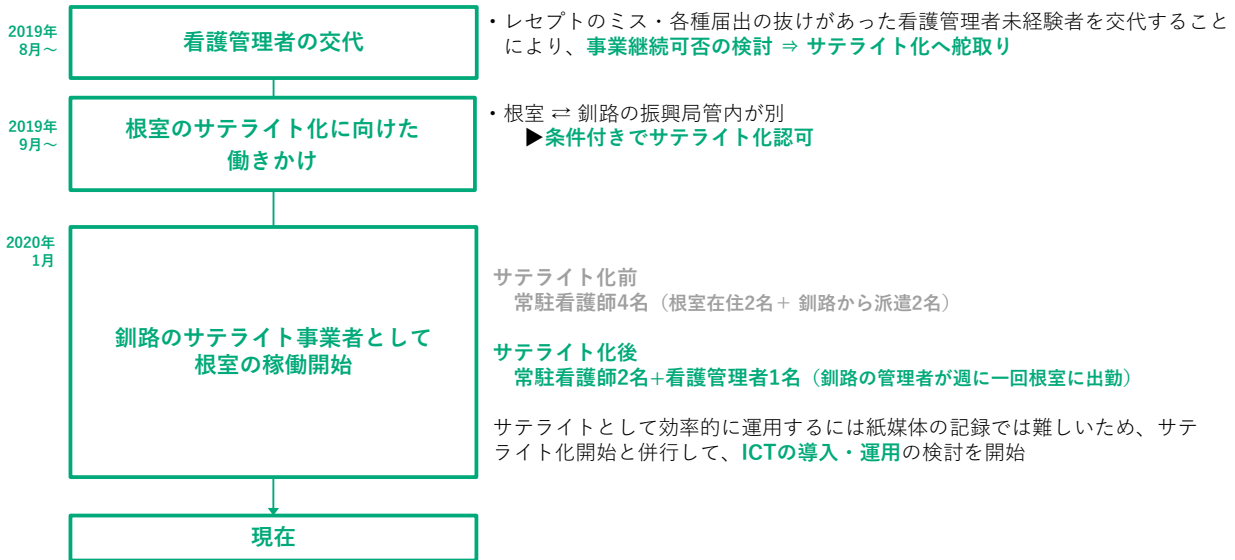 2019年
8月～
看護管理者の交代
・レセプトのミス・各種届出の抜けがあった看護管理者未経験者を交代すること
により、事業継続可否の検討 ⇒ サテライト化へ舵取り
2019年
9月～
根室のサテライト化に向けた
働きかけ
・根室 ⇄ 釧路の振興局管内が別
▶条件付きでサテライト化認可
2020年
1月
釧路のサテライト事業者として
根室の稼働開始
サテライト化前
常駐看護師4名（根室在住2名＋ 釧路から派遣2名）
サテライト化後
常駐看護師2名+看護管理者1名（釧路の管理者が週に一回根室に出勤）
サテライトとして効率的に運用するには紙媒体の記録では難しいため、サテ
ライト化開始と併行して、ICTの導入・運用の検討を開始
現在